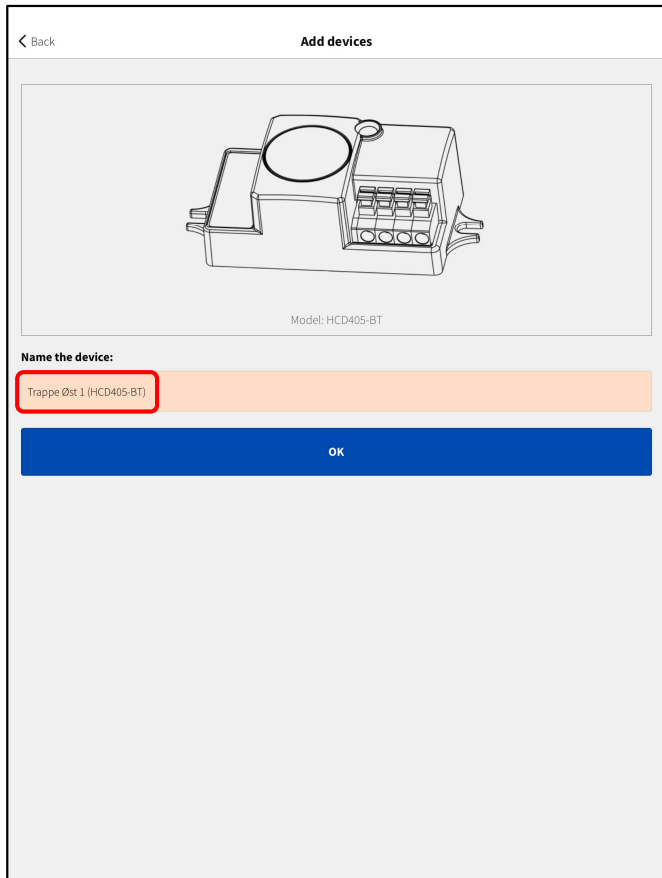 Back
Add devices
Model: HCD405-BT
Name the device:
Trappe Øst 1 (HCD405-BT)
OK